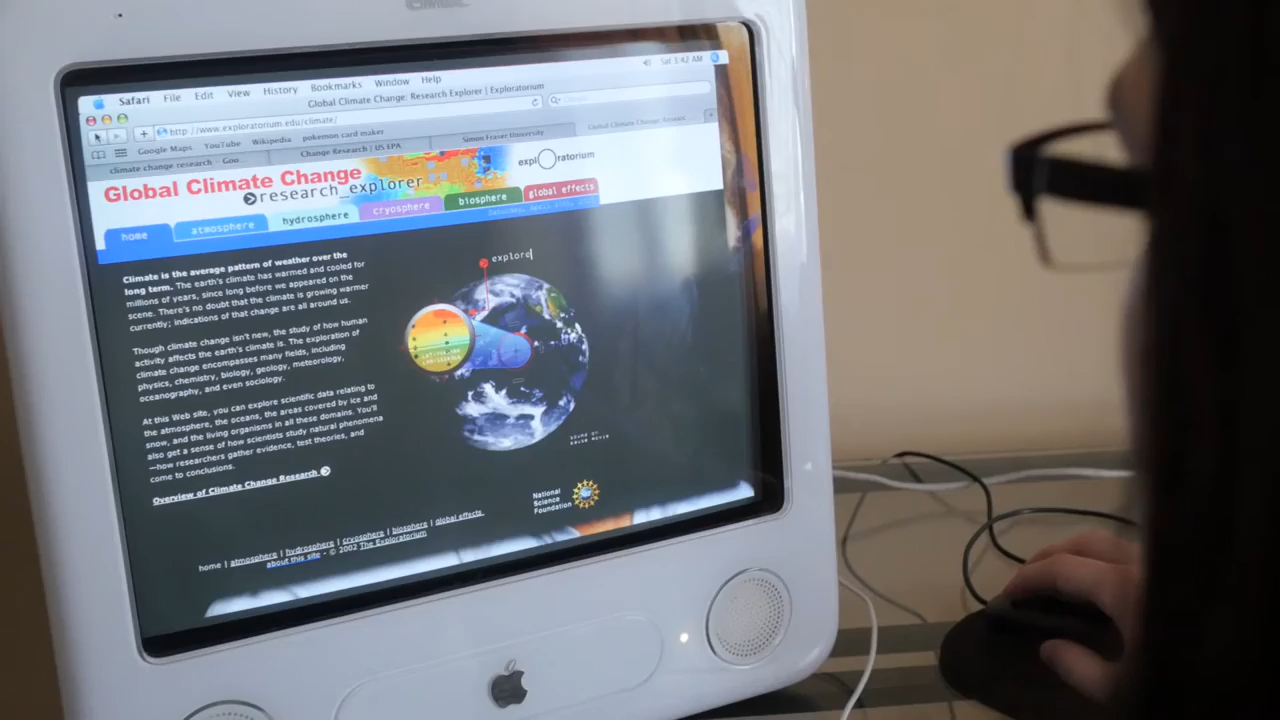 Safari File Edit View History Bookmarks Window Help
Sat 3:42 AM
Global Climate Change: Research Explorer | Exploratorium
http://www.exploratorium.edu/climate/
Google Maps YouTube Wikipedia pokemon card maker
climate change research - Goo...
Change Research | US EPA
Simon Fraser University
Global Climate Change
research_explorer
exploratorium
home
atmosphere
hydrosphere
cryosphere
biosphere
global effects
Climate is the average pattern of weather over the
long term. The earth's climate has warmed and cooled for
millions of years, since long before we appeared on the
scene. There's no doubt that the climate is growing warmer
currently; indications of that change are all around us.
Though climate change isn't new, the study of how human
activity affects the earth's climate is. The exploration of
climate change encompasses many fields, including
physics, chemistry, biology, geology, meteorology,
oceanography, and even sociology.
At this Web site, you can explore scientific data relating to
the atmosphere, the oceans, the areas covered by ice and
snow, and the living organisms in all these domains. You'll
also get a sense of how scientists study natural phenomena
—how researchers gather evidence, test theories, and
come to conclusions.
Overview of Climate Change Research
explore
sound on
pause movie
National
Science
Foundation
home | atmosphere | hydrosphere | cryosphere | biosphere | global effects
about this site - © 2002 The Exploratorium